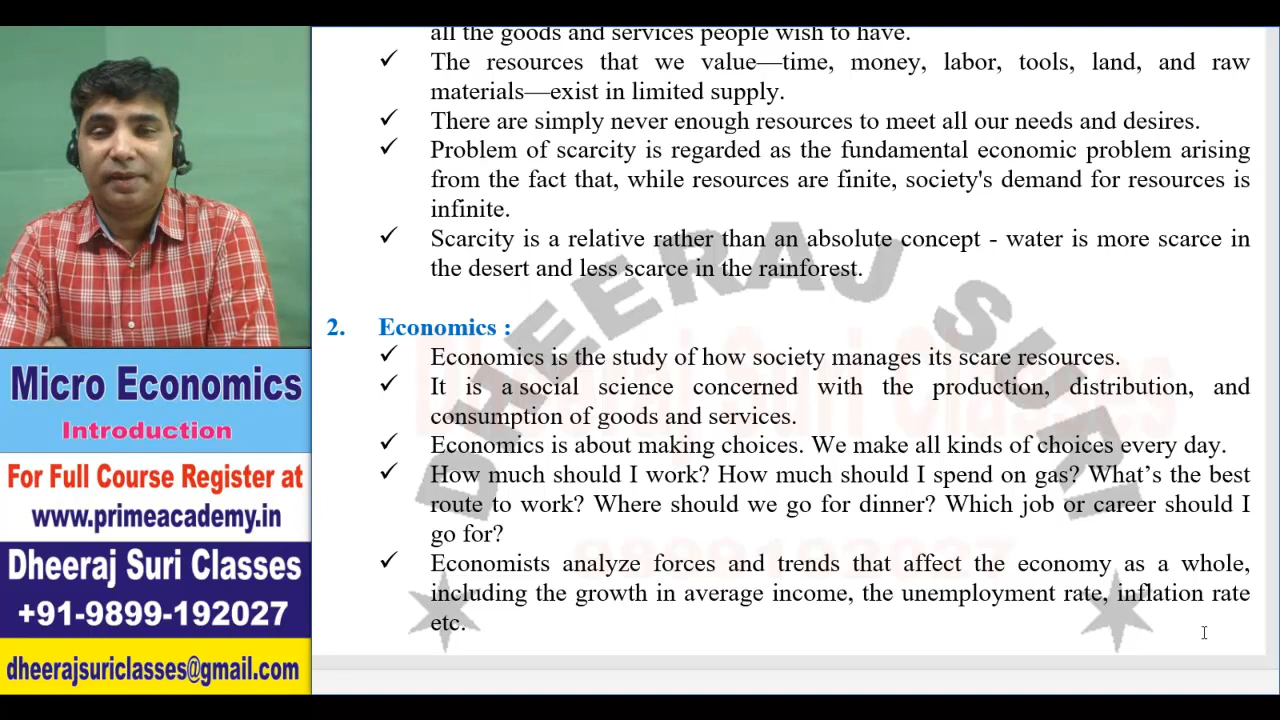 all the goods and services people wish to have.
✓ The resources that we value—time, money, labor, tools, land, and raw
materials—exist in limited supply.
✓ There are simply never enough resources to meet all our needs and desires.
✓ Problem of scarcity is regarded as the fundamental economic problem arising
from the fact that, while resources are finite, society's demand for resources is
infinite.
✓ Scarcity is a relative rather than an absolute concept - water is more scarce in
the desert and less scarce in the rainforest.
2. Economics :
✓ Economics is the study of how society manages its scare resources.
✓ It is a social science concerned with the production, distribution, and
consumption of goods and services.
✓ Economics is about making choices. We make all kinds of choices every day.
✓ How much should I work? How much should I spend on gas? What's the best
route to work? Where should we go for dinner? Which job or career should I
go for?
✓ Economists analyze forces and trends that affect the economy as a whole,
including the growth in average income, the unemployment rate, inflation rate
etc.
DHEERAJ SURI
Dheeraj Suri Classes
9899192027
Micro Economics
Introduction
For Full Course Register at
www.primeacademy.in
Dheeraj Suri Classes
+91-9899-192027
dheerajsuriclasses@gmail.com